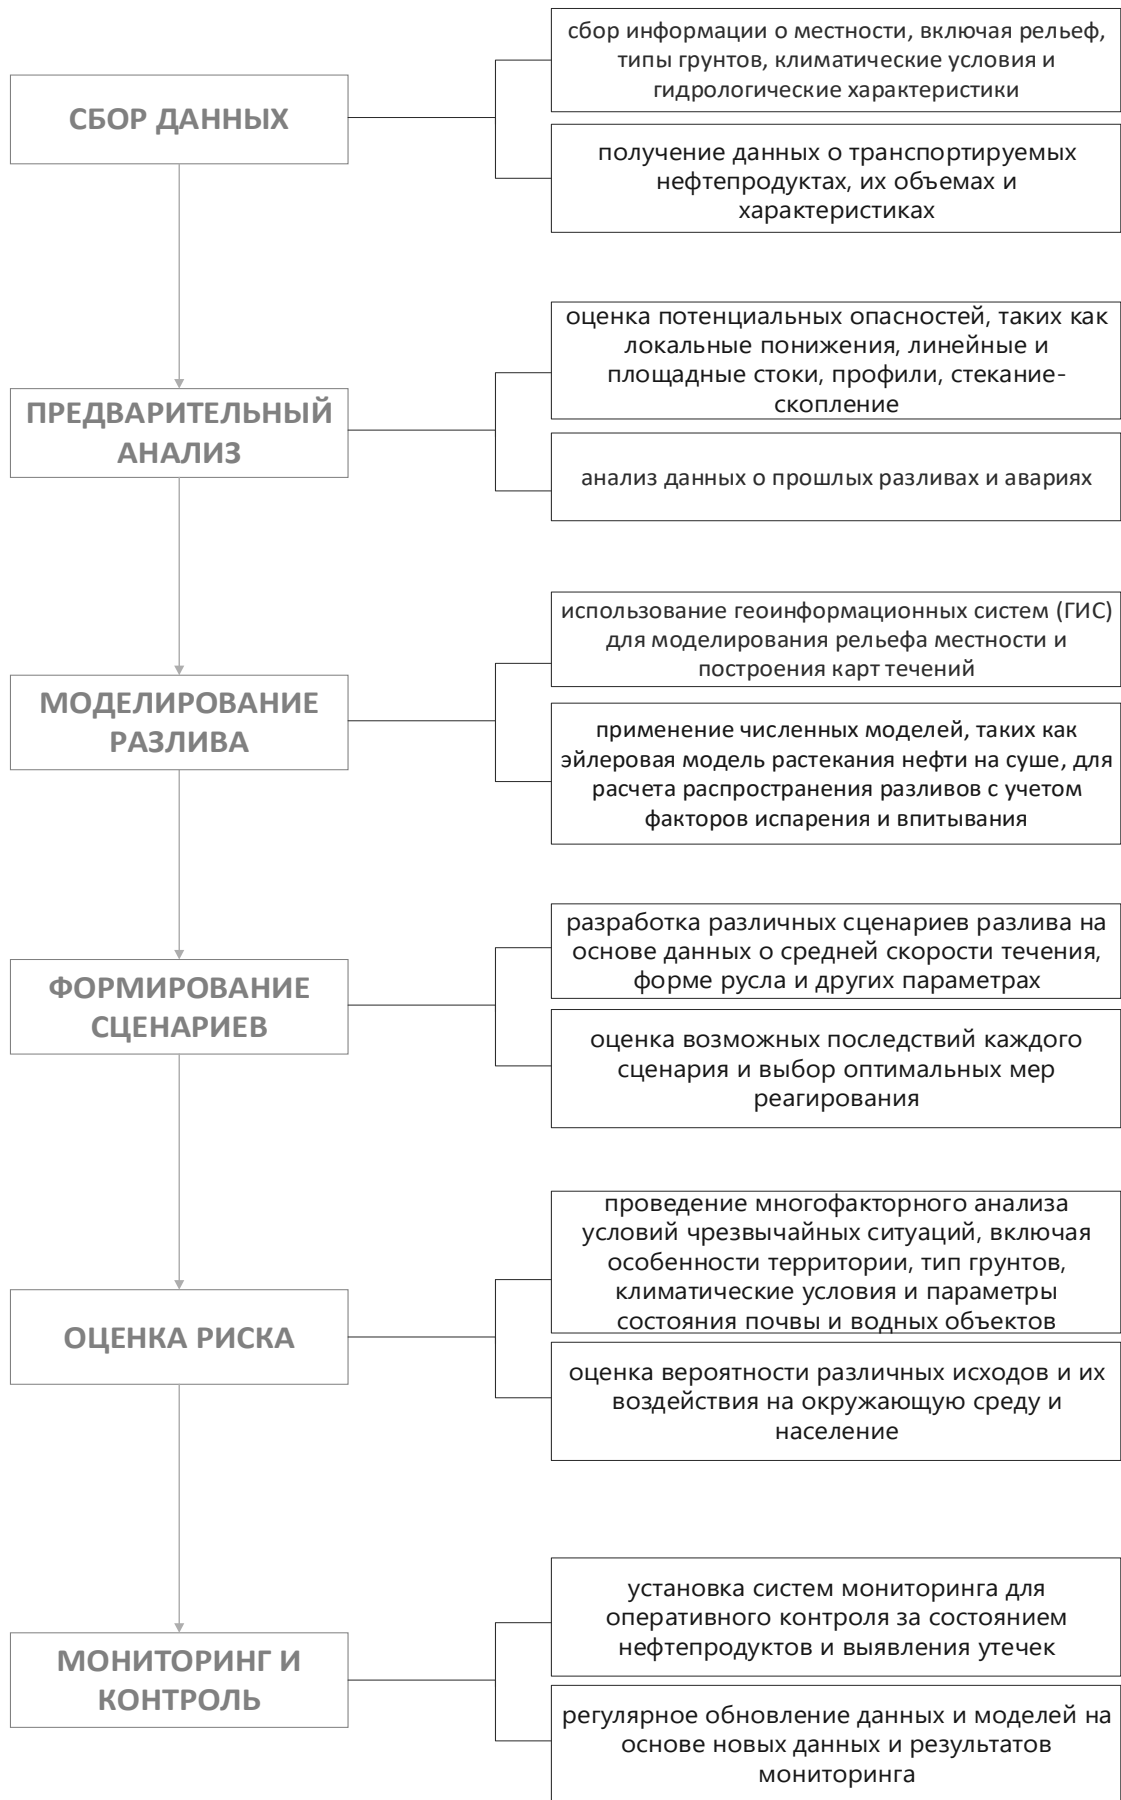 СБОР ДАННЫХ
сбор информации о местности, включая рельеф,
типы грунтов, климатические условия и
гидрологические характеристики
получение данных о транспортируемых
нефтепродуктах, их объемах и
характеристиках
ПРЕДВАРИТЕЛЬНЫЙ
АНАЛИЗ
оценка потенциальных опасностей, таких как
локальные понижения, линейные и
площадные стоки, профили, стекание-
скопление
анализ данных о прошлых разливах и авариях
МОДЕЛИРОВАНИЕ
РАЗЛИВА
использование геоинформационных систем (ГИС)
для моделирования рельефа местности и
построения карт течений
применение численных моделей, таких как
эйлеровая модель растекания нефти на суше, для
расчета распространения разливов с учетом
факторов испарения и впитывания
ФОРМИРОВАНИЕ
СЦЕНАРИЕВ
разработка различных сценариев разлива на
основе данных о средней скорости течения,
форме русла и других параметрах
оценка возможных последствий каждого
сценария и выбор оптимальных мер
реагирования
ОЦЕНКА РИСКА
проведение многофакторного анализа
условий чрезвычайных ситуаций, включая
особенности территории, тип грунтов,
климатические условия и параметры
состояния почвы и водных объектов
оценка вероятности различных исходов и их
воздействия на окружающую среду и
население
МОНИТОРИНГ И
КОНТРОЛЬ
установка систем мониторинга для
оперативного контроля за состоянием
нефтепродуктов и выявления утечек
регулярное обновление данных и моделей на
основе новых данных и результатов
мониторинга